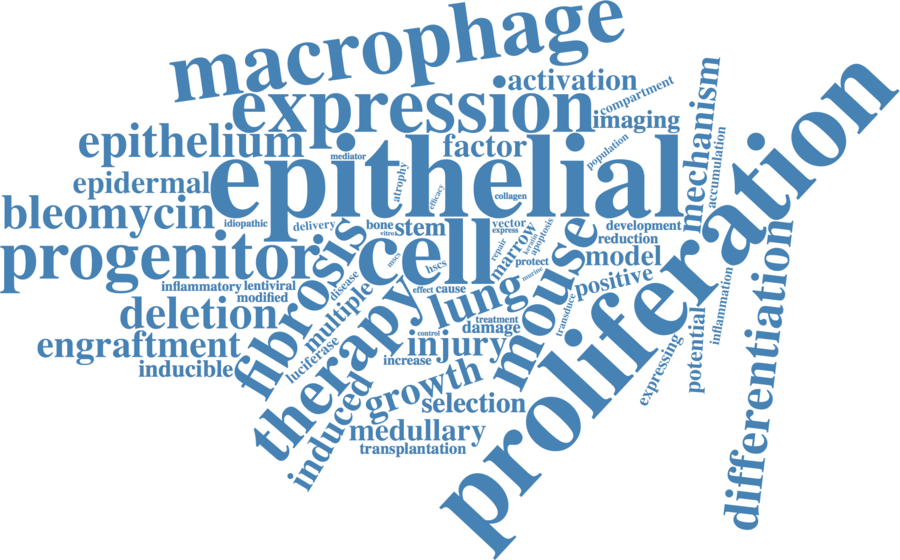 macrophage
activation
compartment
expression
imaging
mechanism
epithelium
factor
population
accumulation
mediator
epithelial
proliferation
epidermal
atrophy
efficacy
collagen
bleomycin
idiopathic
delivery
bone
stem
vector
development
vitro
express
reduction
progenitor
fibrosis
cell
mscs
hscs
marrow
repair
keratin
apoptosis
mouse
model
protect
murine
positive
inflammatory
lentiviral
modified
disease
multiple
effect
cause
lung
transduce
inflammation
differentiation
deletion
treatment
damage
control
engraftment
luciferase
therapy
injury
increase
potential
expressing
inducible
induced
growth
selection
medullary
transplantation